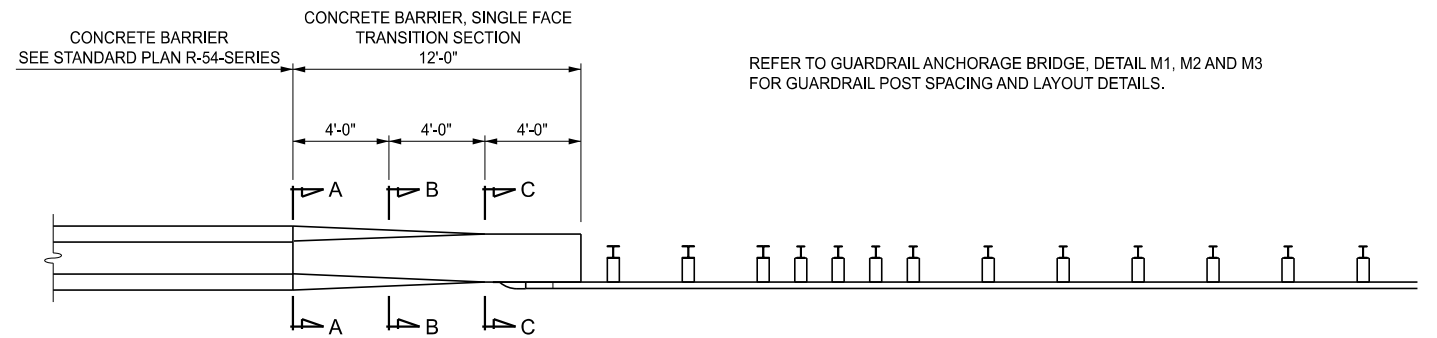 CONCRETE BARRIER
SEE STANDARD PLAN R-54-SERIES
CONCRETE BARRIER, SINGLE FACE
TRANSITION SECTION
12'-0"
REFER TO GUARDRAIL ANCHORAGE BRIDGE, DETAIL M1, M2 AND M3
FOR GUARDRAIL POST SPACING AND LAYOUT DETAILS.
4'-0" 4'-0" 4'-0"
A B C
A B C